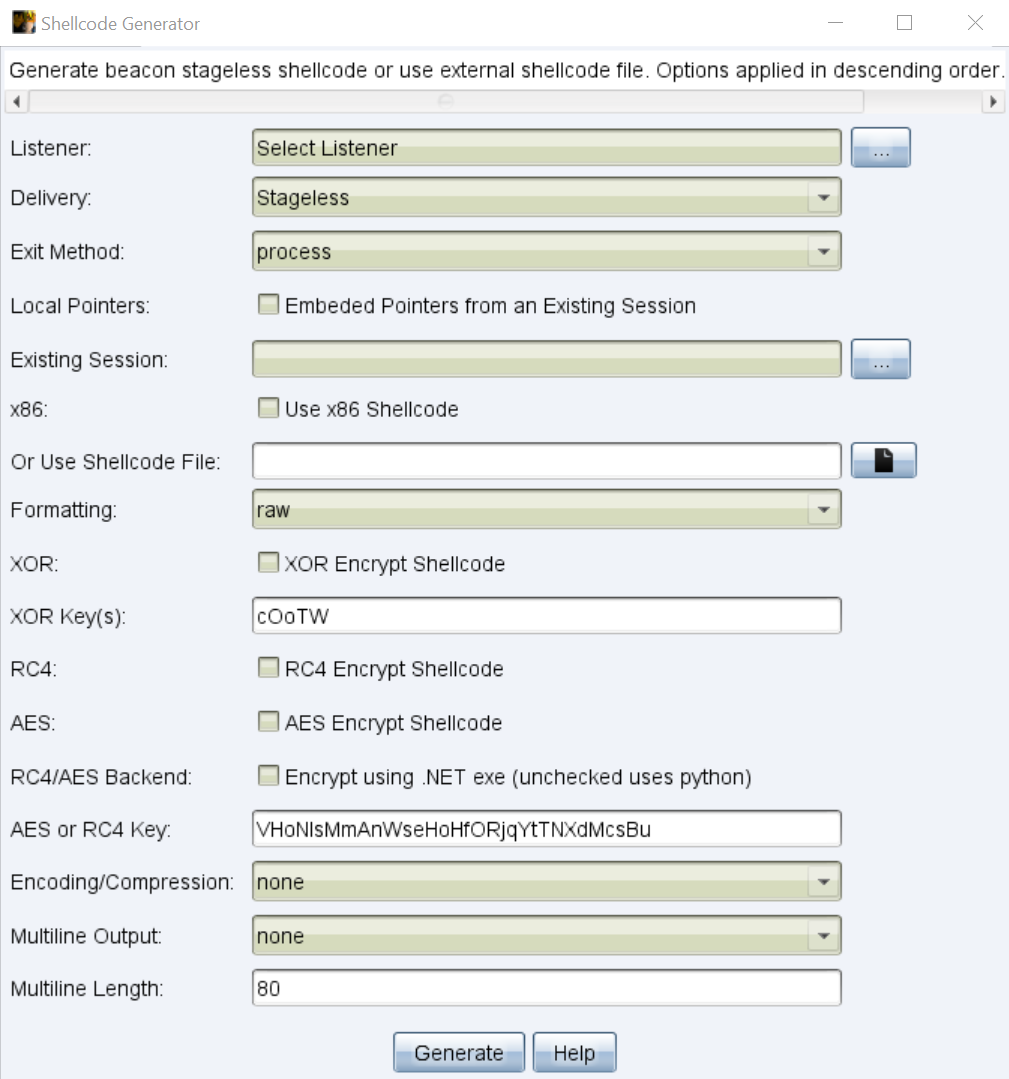 Shellcode Generator
Generate beacon stageless shellcode or use external shellcode file. Options applied in descending order.
Listener: Select Listener ...
Delivery: Stageless
Exit Method: process
Local Pointers: Embeded Pointers from an Existing Session
Existing Session: ...
x86: Use x86 Shellcode
Or Use Shellcode File:
Formatting: raw
XOR: XOR Encrypt Shellcode
XOR Key(s): cOoTW
RC4: RC4 Encrypt Shellcode
AES: AES Encrypt Shellcode
RC4/AES Backend: Encrypt using .NET exe (unchecked uses python)
AES or RC4 Key: VHoNIsMmAnWseHoHfORjqYtTNXdMcsBu
Encoding/Compression: none
Multiline Output: none
Multiline Length: 80
Generate Help